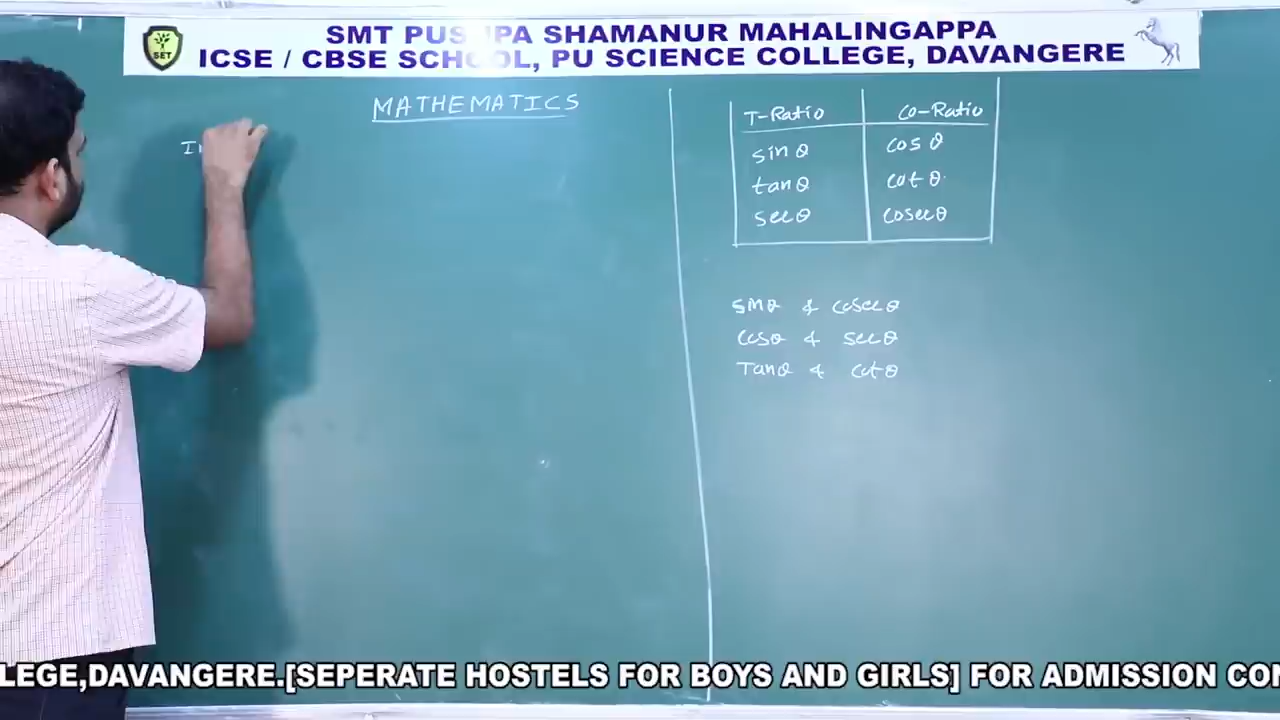 SMT PUS PA SHAMANUR MAHALINGAPPA
ICSE / CBSE SCHOOL, PU SCIENCE COLLEGE, DAVANGERE
SET
MATHEMATICS
T-Ratio Co-Ratio
sin θ cos θ
tan θ cot θ
sec θ cosec θ
sinθ & cosecθ
cosθ & secθ
Tanθ & cotθ
LEGE,DAVANGERE.[SEPERATE HOSTELS FOR BOYS AND GIRLS] FOR ADMISSION CON